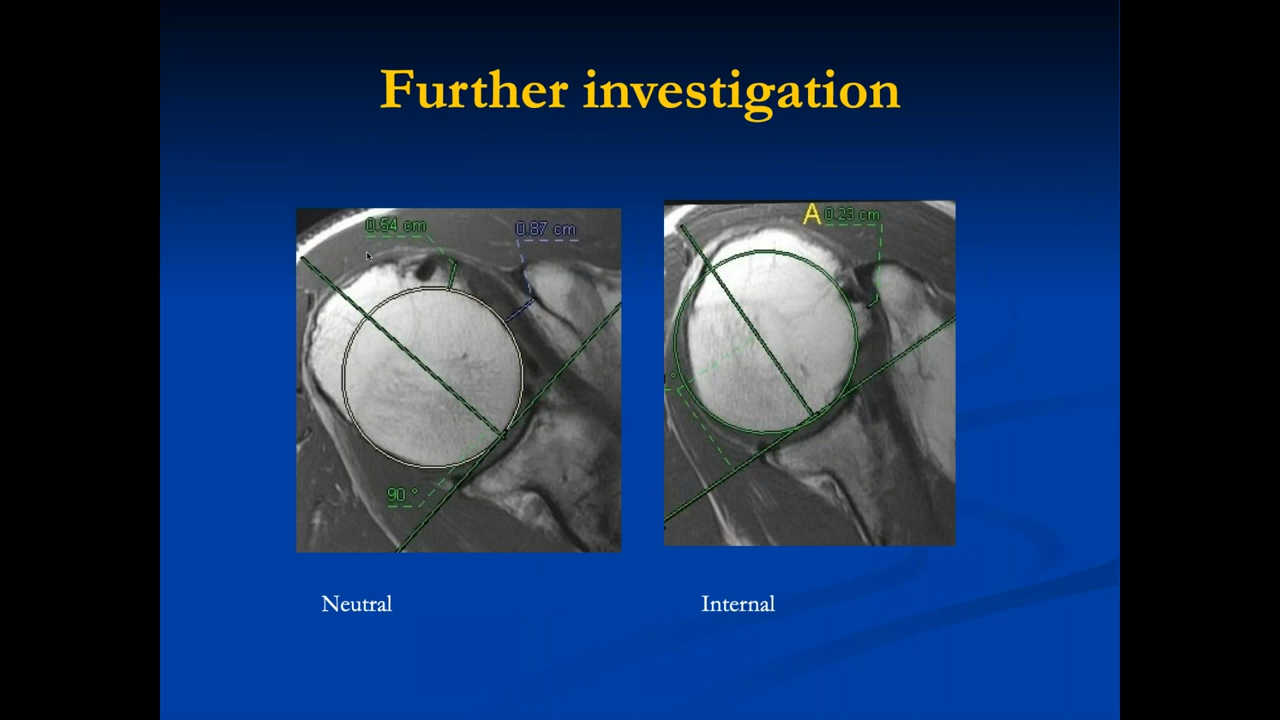 Further investigation
0.54 cm
0.87 cm
A
0.23 cm
90 °
°
Neutral
Internal